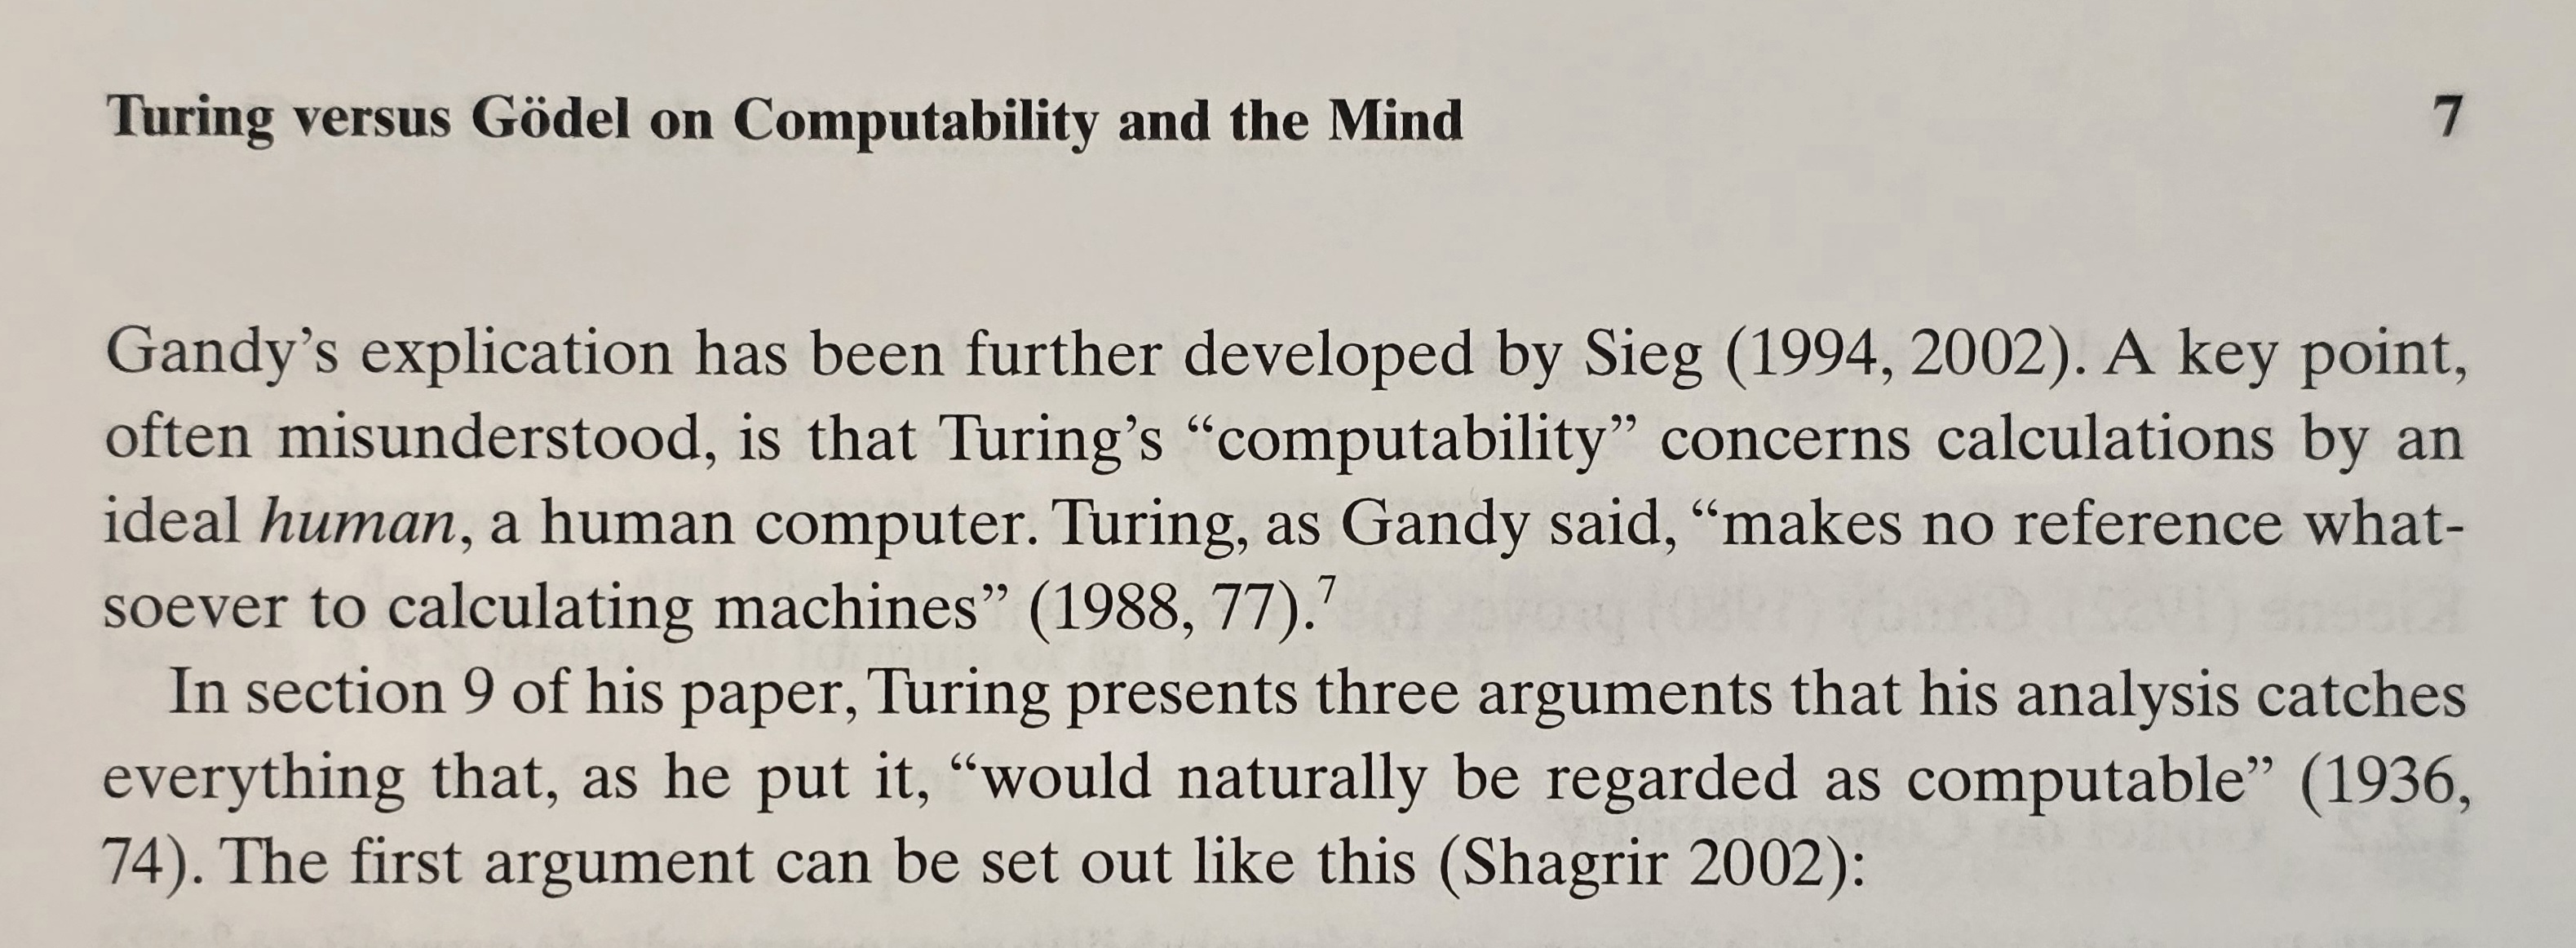 Turing versus Gödel on Computability and the Mind 7
Gandy’s explication has been further developed by Sieg (1994, 2002). A key point,
often misunderstood, is that Turing’s “computability” concerns calculations by an
ideal human, a human computer. Turing, as Gandy said, “makes no reference what-
soever to calculating machines” (1988, 77).⁷
In section 9 of his paper, Turing presents three arguments that his analysis catches
everything that, as he put it, “would naturally be regarded as computable” (1936,
74). The first argument can be set out like this (Shagrir 2002):